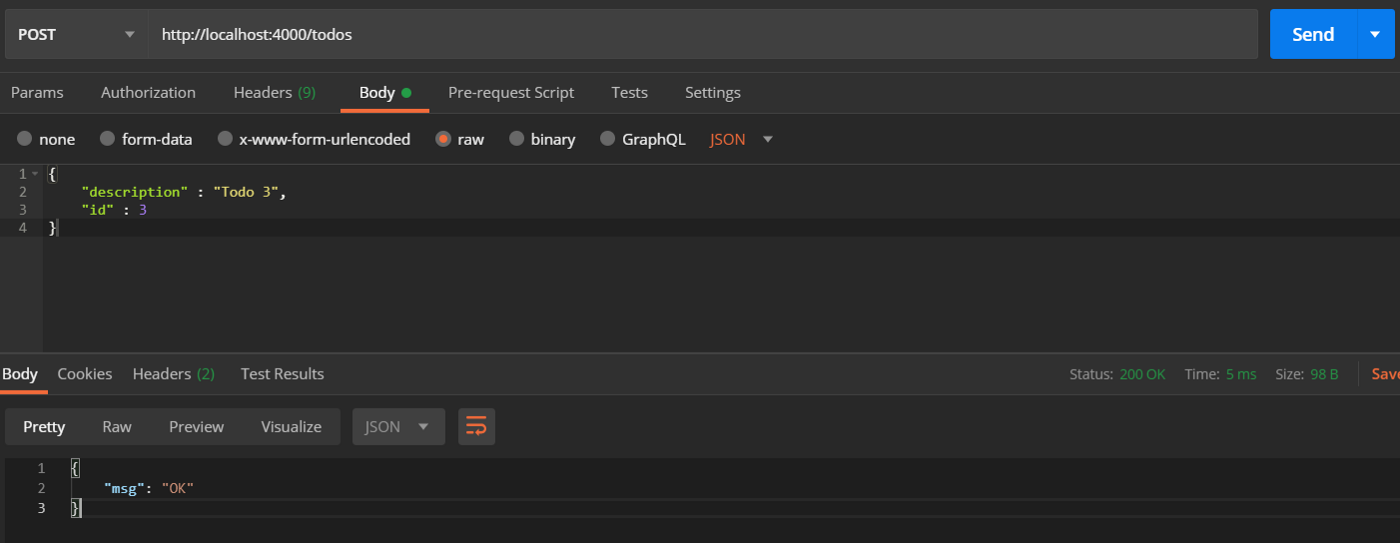 POST http://localhost:4000/todos Send
Params Authorization Headers (9) Body Pre-request Script Tests Settings
none form-data x-www-form-urlencoded raw binary GraphQL JSON
1 {
2 "description" : "Todo 3",
3 "id" : 3
4 }
Body Cookies Headers (2) Test Results Status: 200 OK Time: 5 ms Size: 98 B Save
Pretty Raw Preview Visualize JSON
1 {
2 "msg": "OK"
3 }